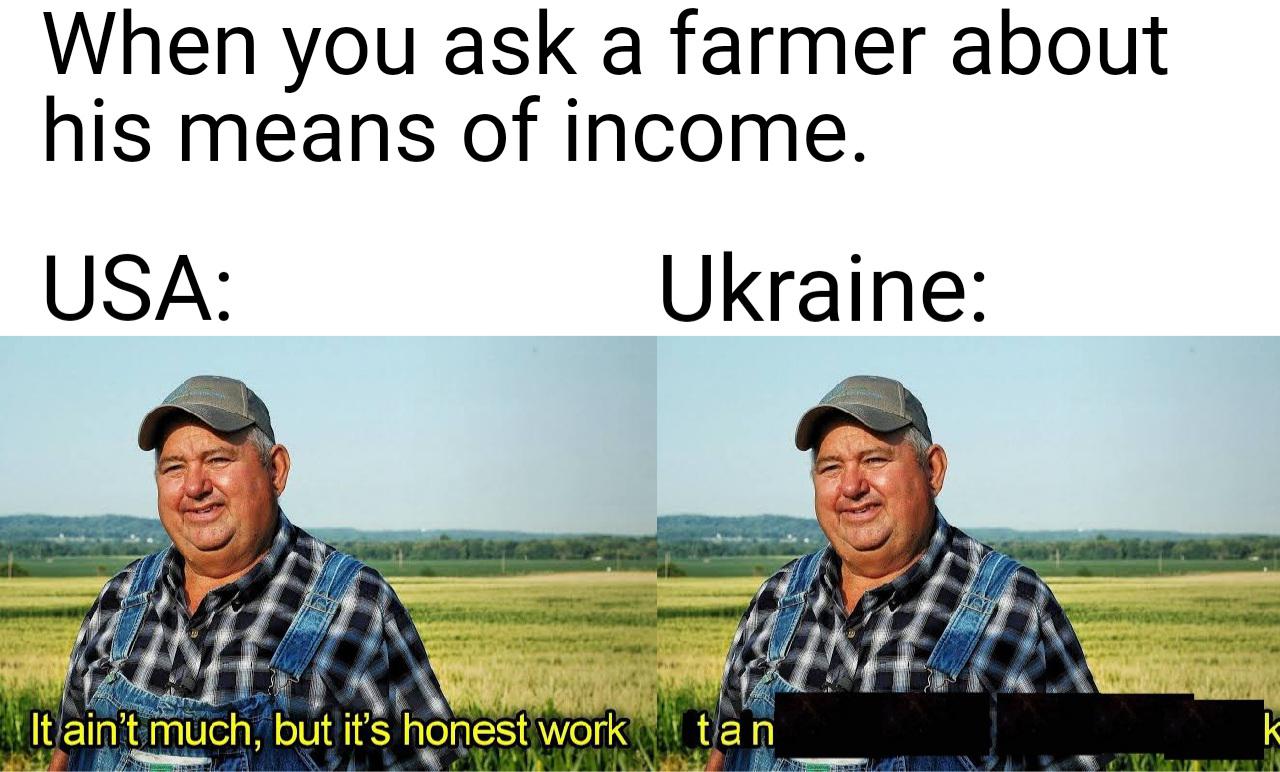 When you ask a farmer about
his means of income.
USA:
Ukraine:
It ain't much, but it's honest work
t a n k